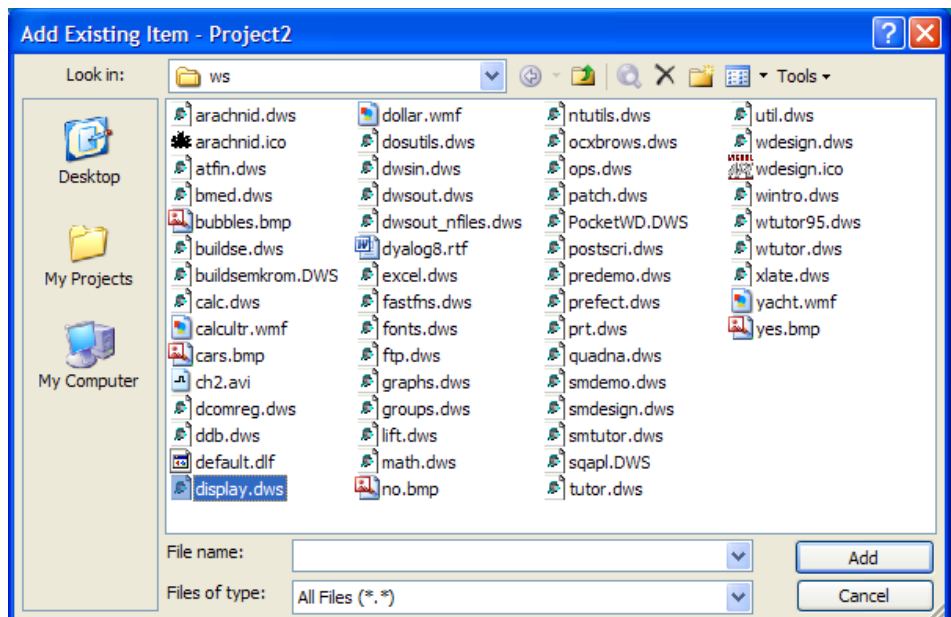 Add Existing Item - Project2
Look in:
ws
Tools
Desktop
My Projects
My Computer
arachnid.dws
arachnid.ico
atfin.dws
bmed.dws
bubbles.bmp
buildse.dws
buildsemkrom.DWS
calc.dws
calcultr.wmf
cars.bmp
ch2.avi
dcomreg.dws
ddb.dws
default.dlf
display.dws
dollar.wmf
dosutils.dws
dwsin.dws
dwsout.dws
dwsout_nfiles.dws
dyalog8.rtf
excel.dws
fastfns.dws
fonts.dws
ftp.dws
graphs.dws
groups.dws
lift.dws
math.dws
no.bmp
ntutils.dws
ocxbrows.dws
ops.dws
patch.dws
PocketWD.DWS
postscri.dws
predemo.dws
prefect.dws
prt.dws
quadna.dws
smdemo.dws
smdesign.dws
smtutor.dws
sqapl.DWS
tutor.dws
util.dws
wdesign.dws
wdesign.ico
wintro.dws
wtutor95.dws
wtutor.dws
xlate.dws
yacht.wmf
yes.bmp
File name:
Add
Files of type:
All Files (*.*)
Cancel